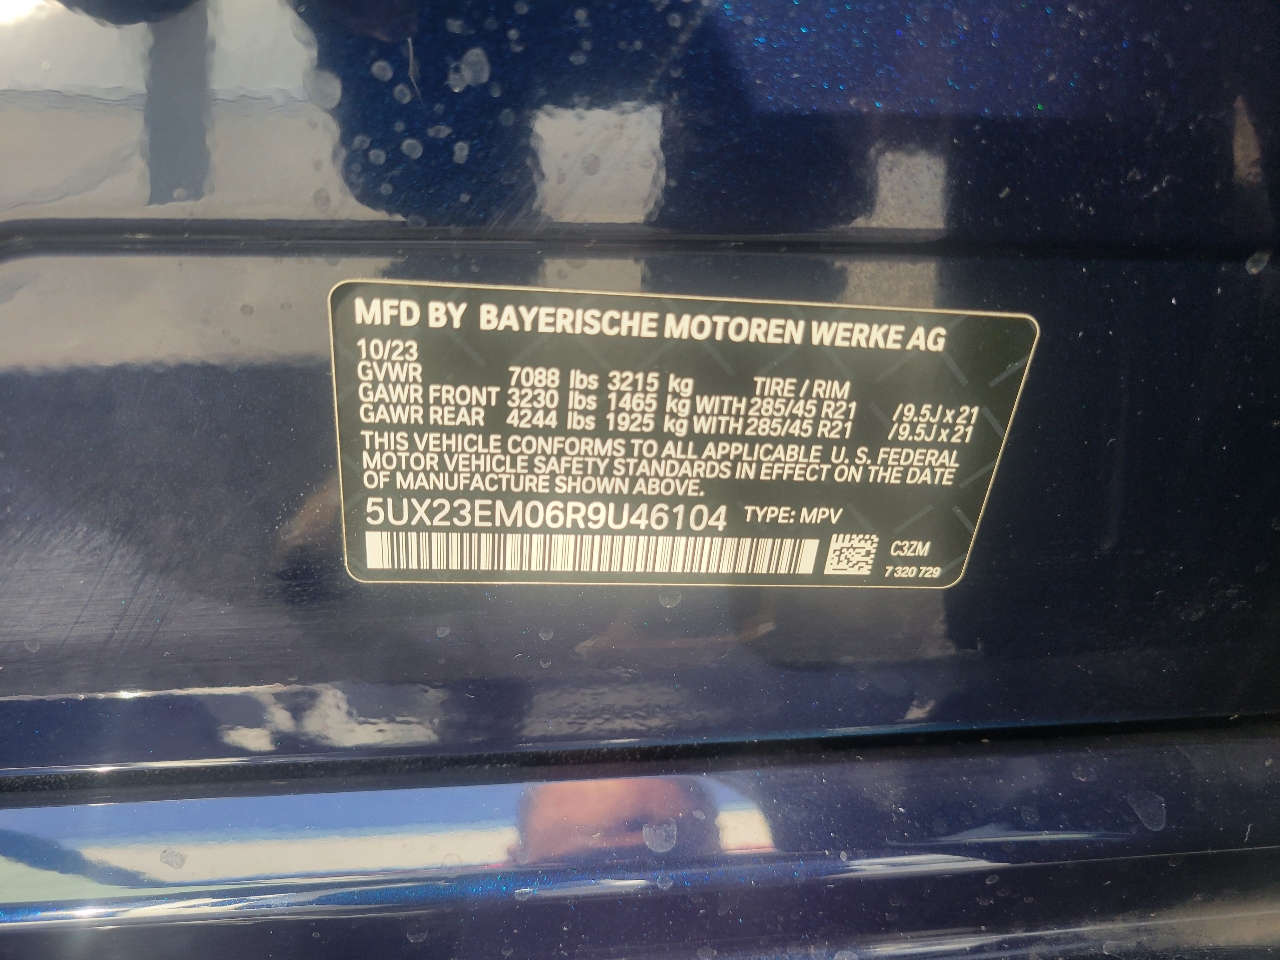 MFD BY BAYERISCHE MOTOREN WERKE AG
10/23
GVWR 7088 lbs 3215 kg TIRE / RIM
GAWR FRONT 3230 lbs 1465 kg WITH 285/45 R21 /9.5J x 21
GAWR REAR 4244 lbs 1925 kg WITH 285/45 R21 /9.5J x 21
THIS VEHICLE CONFORMS TO ALL APPLICABLE U. S. FEDERAL
MOTOR VEHICLE SAFETY STANDARDS IN EFFECT ON THE DATE
OF MANUFACTURE SHOWN ABOVE.
5UX23EM06R9U46104 TYPE: MPV
C3ZM
7 320 729